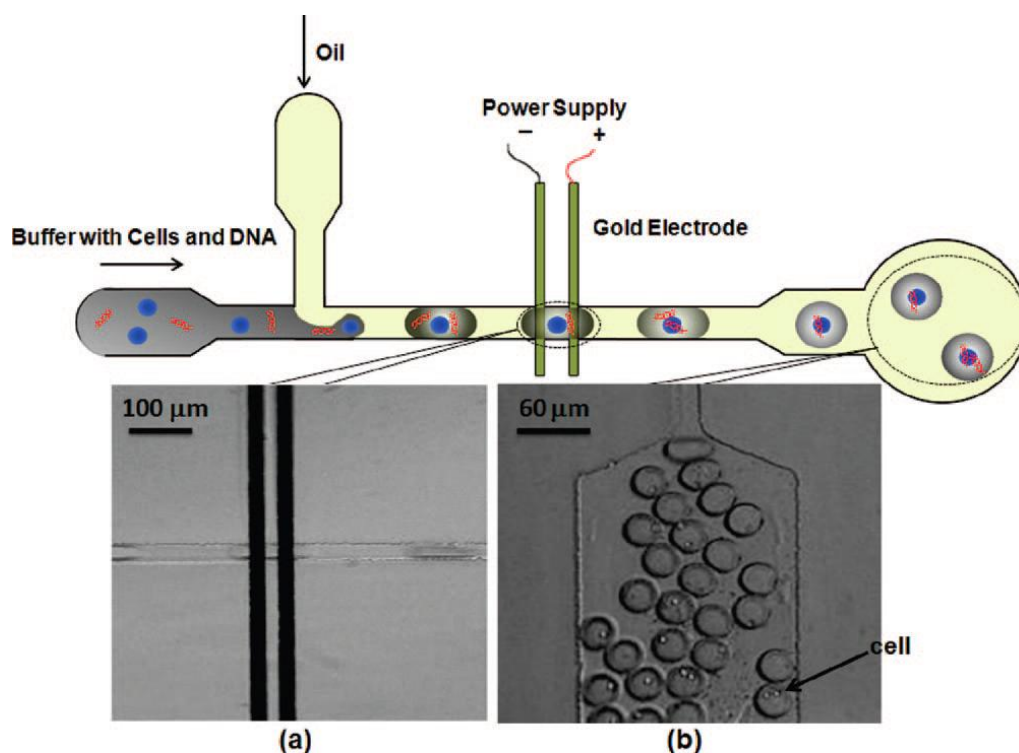 Oil
Power Supply
− +
Buffer with Cells and DNA
Gold Electrode
100 µm
60 µm
cell
(a)
(b)